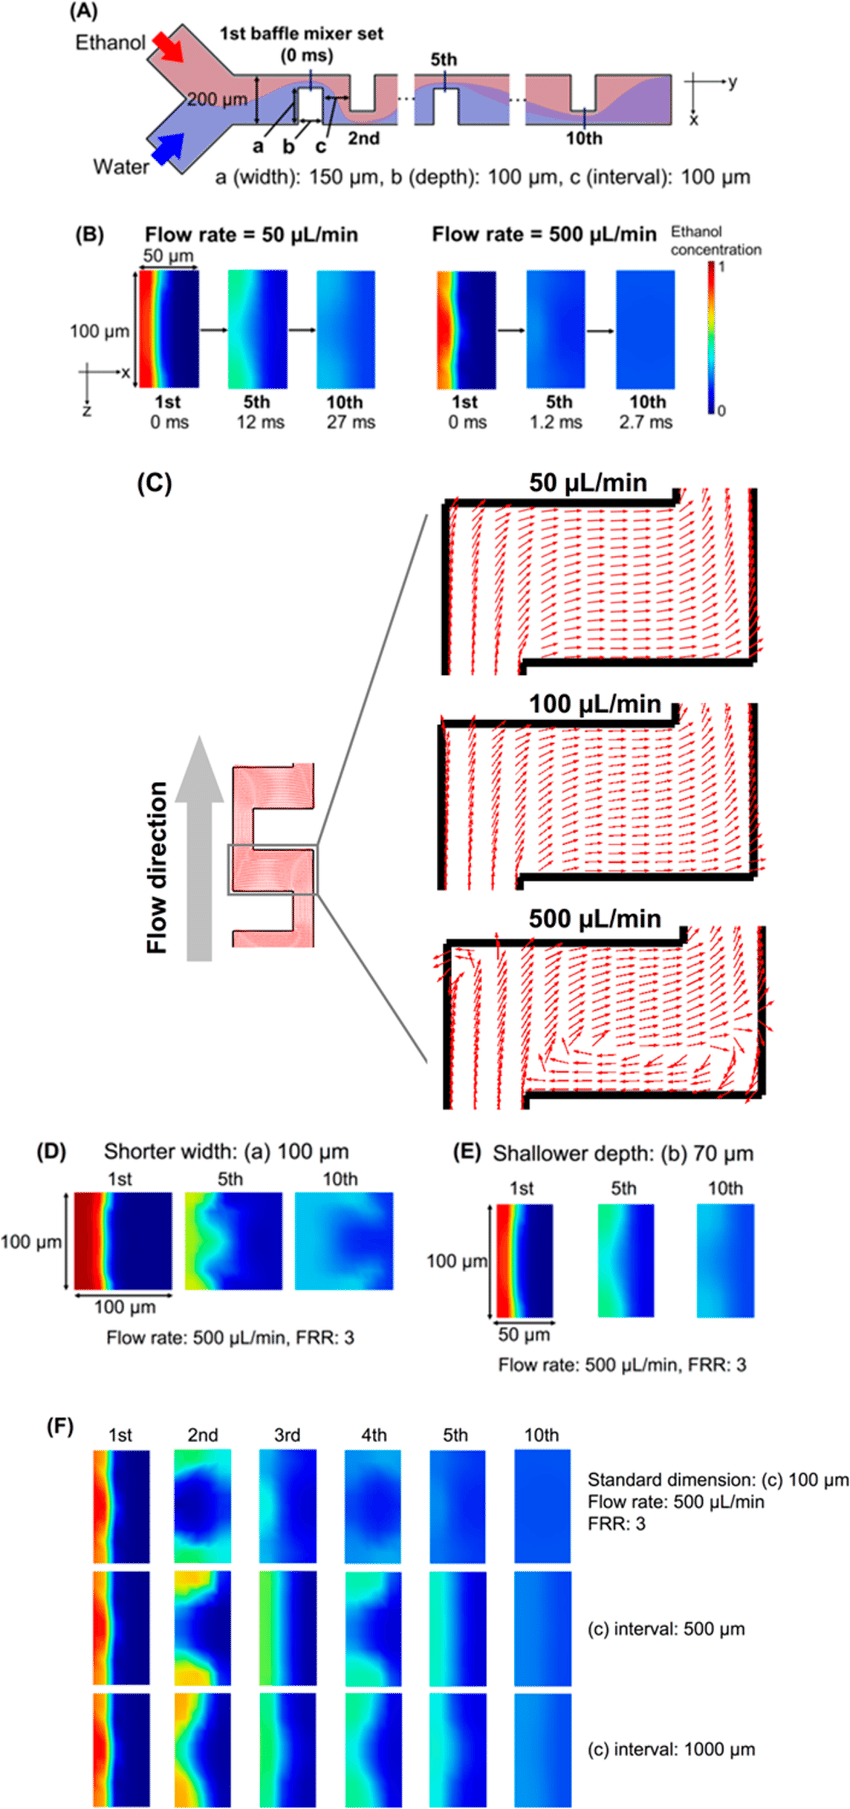 (A)
Ethanol
1st baffle mixer set
(0 ms)
5th
200 μm
y
x
a
b
c
2nd
10th
Water
a (width): 150 μm, b (depth): 100 μm, c (interval): 100 μm
(B)
Flow rate = 50 μL/min
Flow rate = 500 μL/min
Ethanol
concentration
50 μm
1
100 μm
x
z
0
1st
5th
10th
1st
5th
10th
0 ms
12 ms
27 ms
0 ms
1.2 ms
2.7 ms
(C)
50 μL/min
100 μL/min
Flow direction
500 μL/min
(D)
Shorter width: (a) 100 μm
1st
5th
10th
100 μm
100 μm
Flow rate: 500 μL/min, FRR: 3
(E)
Shallower depth: (b) 70 μm
1st
5th
10th
100 μm
50 μm
Flow rate: 500 μL/min, FRR: 3
(F)
1st
2nd
3rd
4th
5th
10th
Standard dimension: (c) 100 μm
Flow rate: 500 μL/min
FRR: 3
(c) interval: 500 μm
(c) interval: 1000 μm